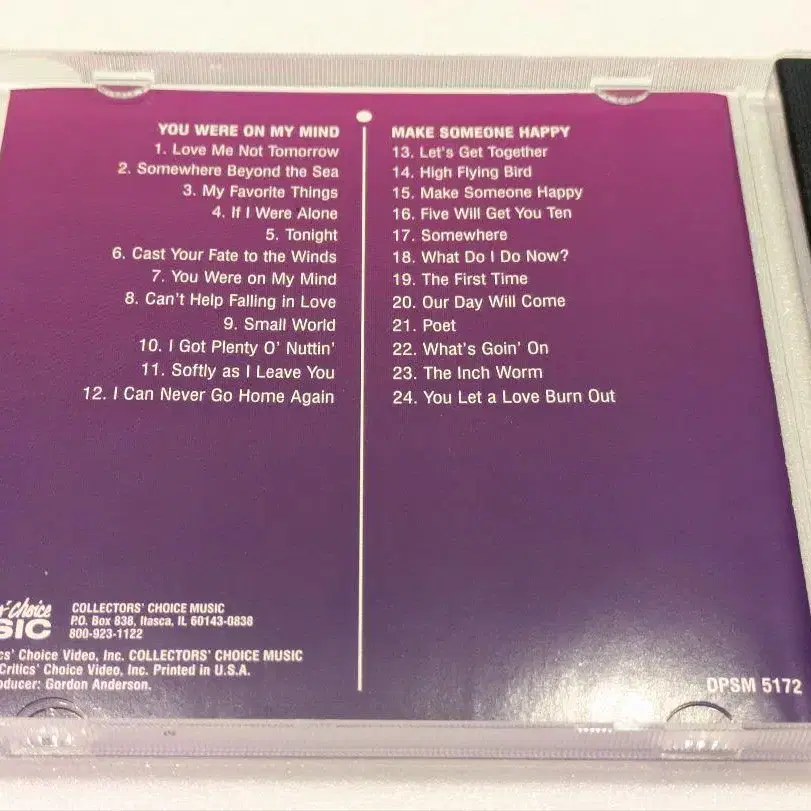 YOU WERE ON MY MIND
1. Love Me Not Tomorrow
2. Somewhere Beyond the Sea
3. My Favorite Things
4. If I Were Alone
5. Tonight
6. Cast Your Fate to the Winds
7. You Were on My Mind
8. Can't Help Falling in Love
9. Small World
10. I Got Plenty O' Nuttin'
11. Softly as I Leave You
12. I Can Never Go Home Again
MAKE SOMEONE HAPPY
13. Let's Get Together
14. High Flying Bird
15. Make Someone Happy
16. Five Will Get You Ten
17. Somewhere
18. What Do I Do Now?
19. The First Time
20. Our Day Will Come
21. Poet
22. What's Goin' On
23. The Inch Worm
24. You Let a Love Burn Out
COLLECTORS' CHOICE MUSIC
P.O. Box 838, Itasca, IL 60143-0838
800-923-1122
Choice Video, Inc. COLLECTORS' CHOICE MUSIC
Critics' Choice Video, Inc. Printed in U.S.A.
Gordon Anderson.
DPSM 5172